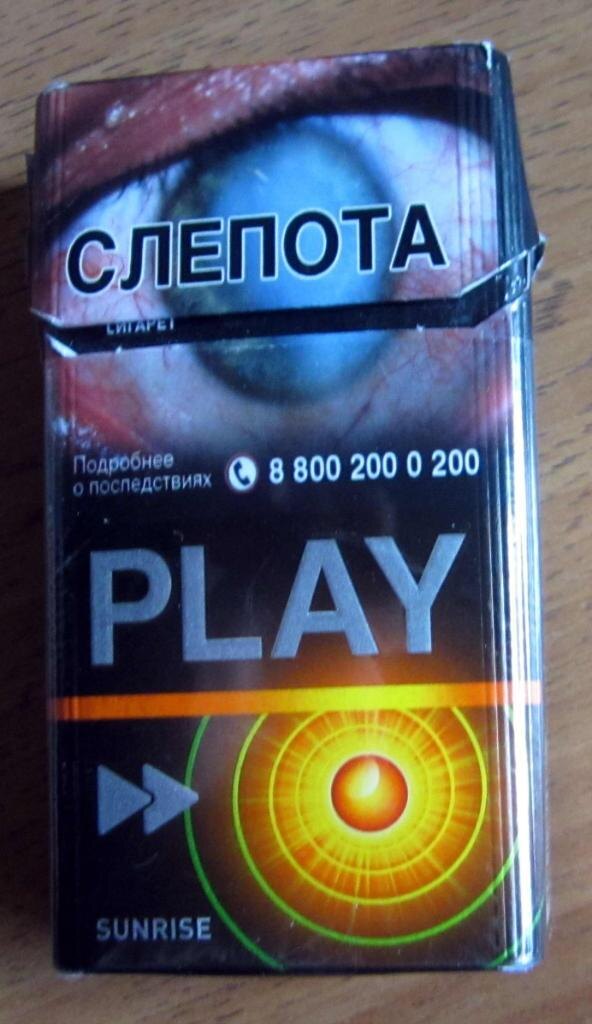 СЛЕПОТА
СИГАРЕТ
Подробнее
о последствиях
8 800 200 0 200
PLAY
SUNRISE